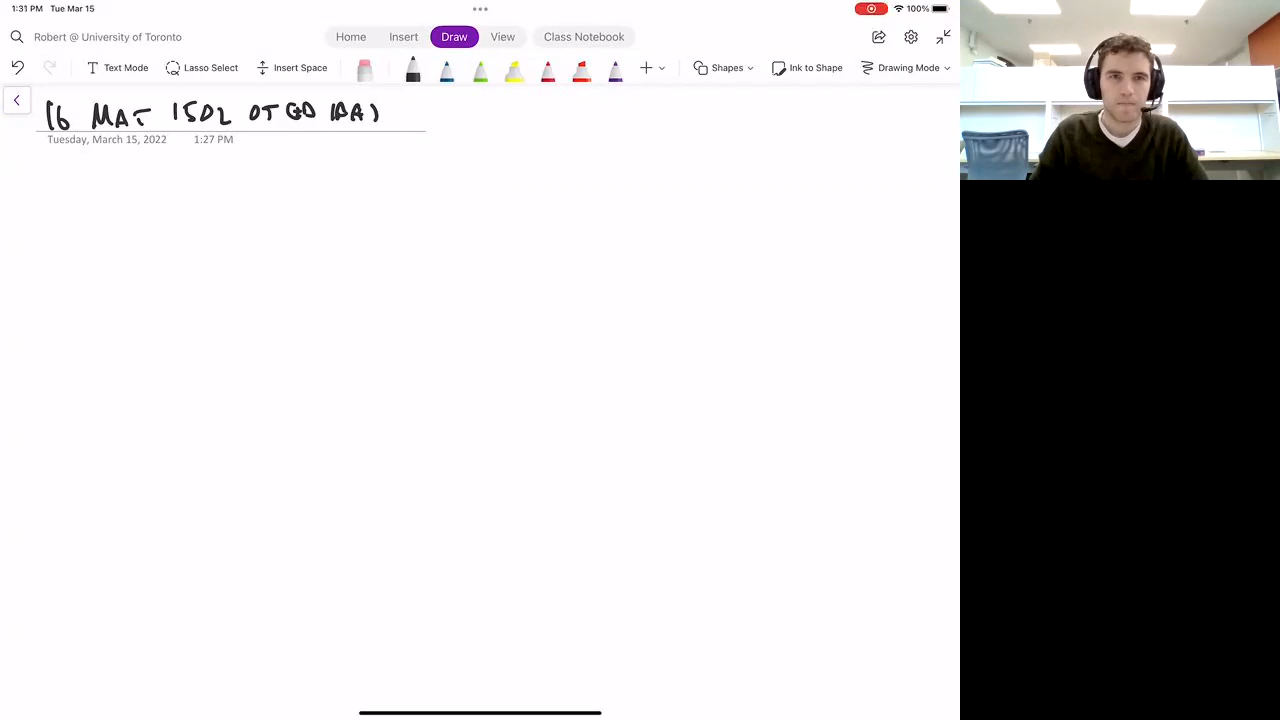 1:31 PM Tue Mar 15
100%
Robert @ University of Toronto
Home Insert Draw View Class Notebook
Text Mode Lasso Select Insert Space Shapes Ink to Shape Drawing Mode
16 MAT 1502 OTGD
Tuesday, March 15, 2022 1:27 PM